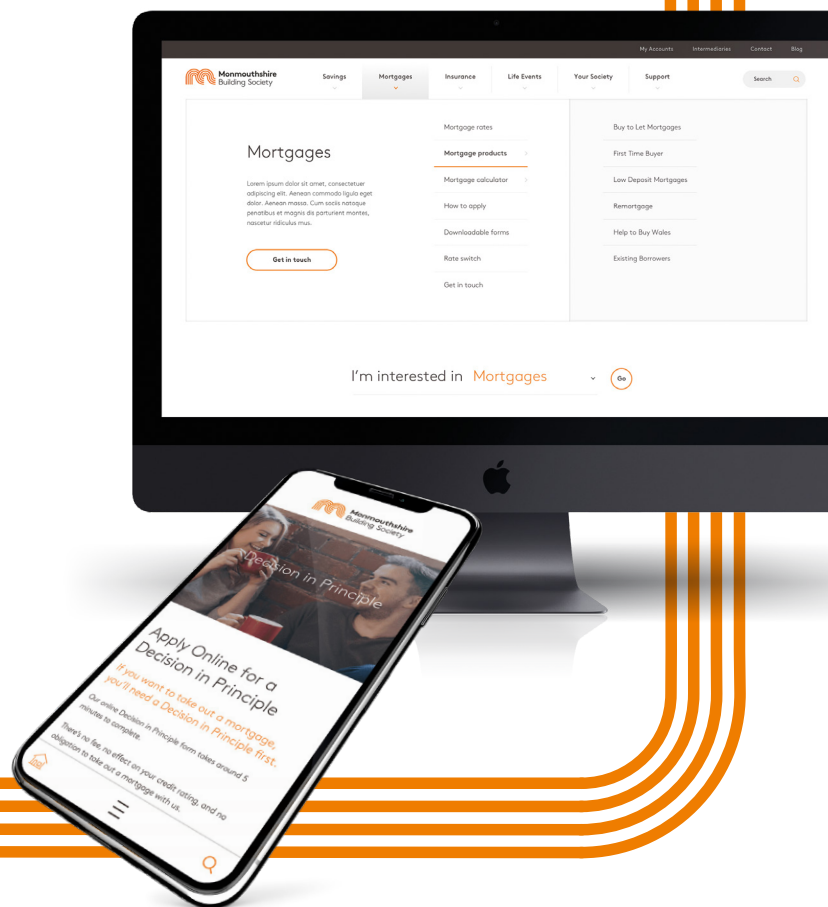 My Accounts Intermediaries Contact Blog
Monmouthshire
Building Society
Savings Mortgages Insurance Life Events Your Society Support Search
Mortgages
Lorem ipsum dolor sit amet, consectetuer
adipiscing elit. Aenean commodo ligula eget
dolor. Aenean massa. Cum sociis natoque
penatibus et magnis dis parturient montes,
nascetur ridiculus mus.
Get in touch
Mortgage rates
Mortgage products
Mortgage calculator
How to apply
Downloadable forms
Rate switch
Get in touch
Buy to Let Mortgages
First Time Buyer
Low Deposit Mortgages
Remortgage
Help to Buy Wales
Existing Borrowers
I'm interested in Mortgages Go
Monmouthshire
Building Society
Decision in Principle
Apply Online for a
Decision in Principle
If you want to take out a mortgage,
you'll need a Decision in Principle first.
Our online Decision in Principle form takes around 5
minutes to complete.
There's no fee, no effect on your credit rating, and no
obligation to take out a mortgage with us.